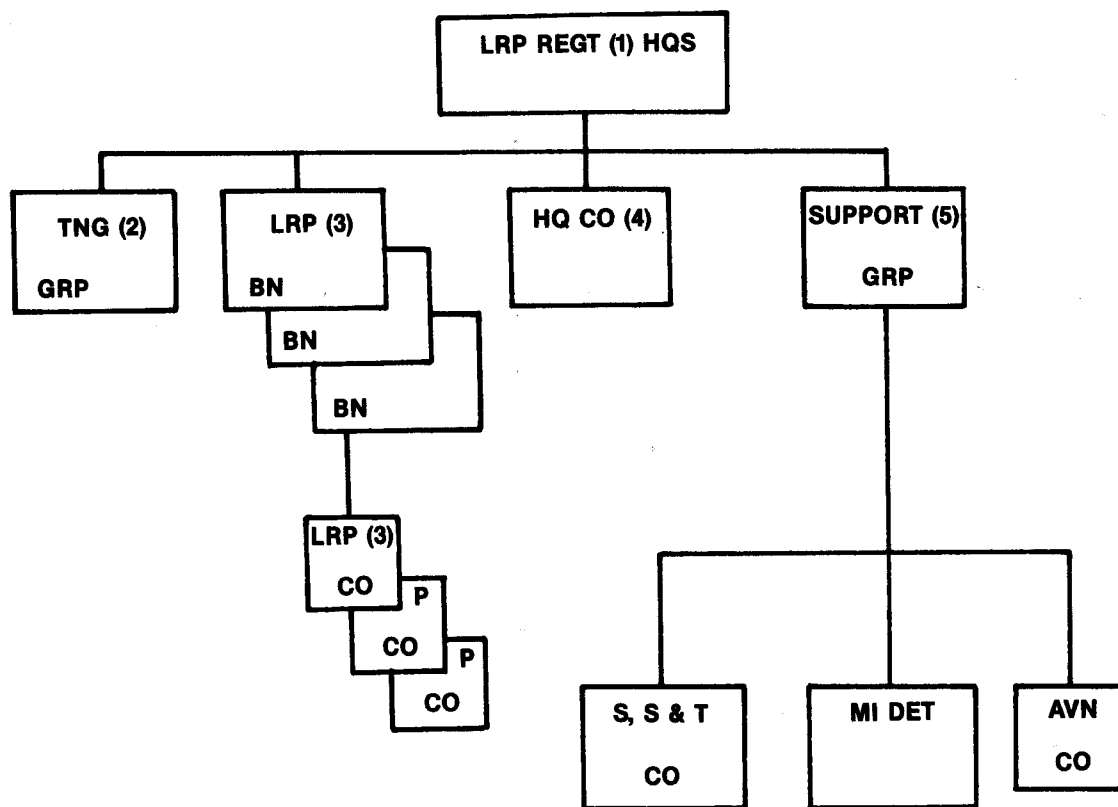 LRP REGT (1) HQS
TNG (2)
GRP
LRP (3)
BN
BN
BN
HQ CO (4)
SUPPORT (5)
GRP
LRP (3)
CO
P
CO
P
CO
S, S & T
CO
MI DET
AVN
CO